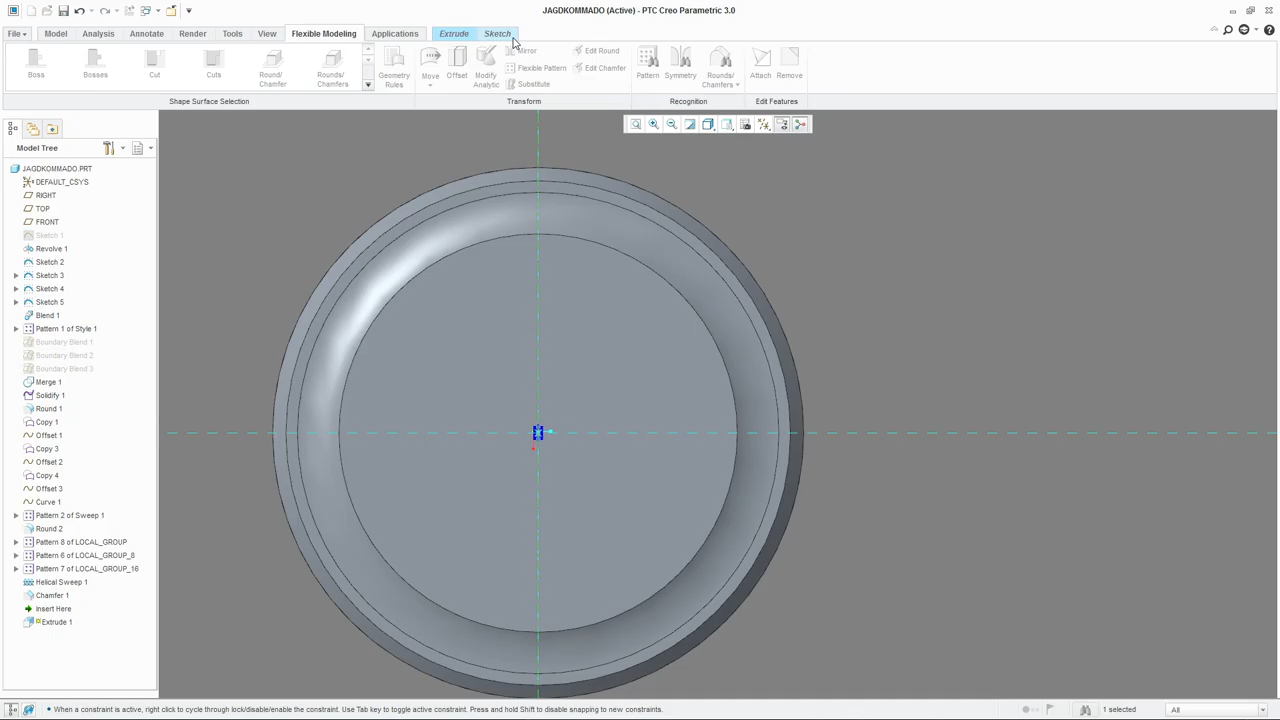 JAGDKOMMADO (Active) - PTC Creo Parametric 3.0
File Model Analysis Annotate Render Tools View Flexible Modeling Applications Extrude Sketch
Boss Bosses Cut Cuts Round/ Chamfer Rounds/ Chamfers Geometry Rules Move Offset Modify Analytic
Mirror Edit Round
Flexible Pattern Edit Chamfer
Substitute
Pattern Symmetry Rounds/ Chamfers Attach Remove
Shape Surface Selection Transform Recognition Edit Features
Model Tree
JAGDKOMMADO.PRT
DEFAULT_CSYS
RIGHT
TOP
FRONT
Sketch 1
Revolve 1
Sketch 2
Sketch 3
Sketch 4
Sketch 5
Blend 1
Pattern 1 of Style 1
Boundary Blend 1
Boundary Blend 2
Boundary Blend 3
Merge 1
Solidify 1
Round 1
Copy 1
Offset 1
Copy 3
Offset 2
Copy 4
Offset 3
Curve 1
Pattern 2 of Sweep 1
Round 2
Pattern 8 of LOCAL_GROUP
Pattern 6 of LOCAL_GROUP_8
Pattern 7 of LOCAL_GROUP_16
Helical Sweep 1
Chamfer 1
Insert Here
Extrude 1
When a constraint is active, right click to cycle through lock/disable/enable the constraint. Use Tab key to toggle active constraint. Press and hold Shift to disable snapping to new constraints.
1 selected
All